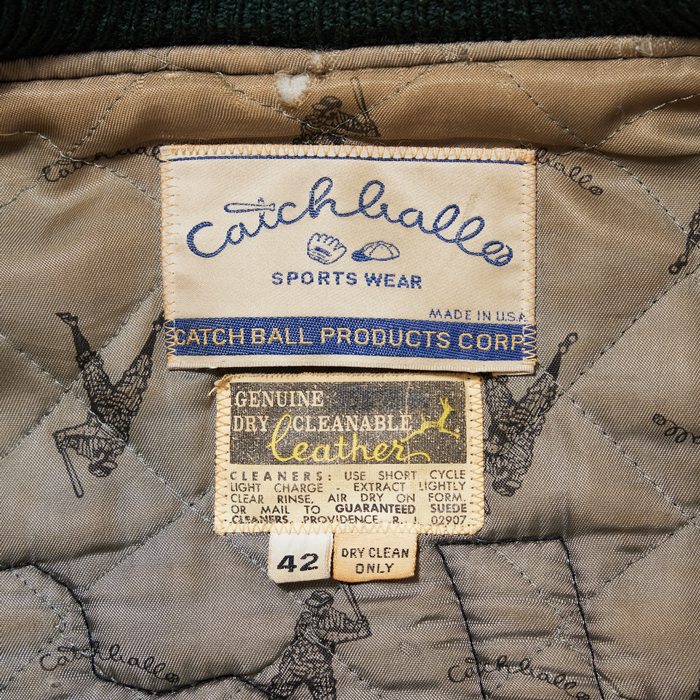 Catchball
Catchball
SPORTS WEAR
MADE IN U.S.A.
CATCH BALL PRODUCTS CORP.
GENUINE
DRY CLEANABLE
leather
CLEANERS: USE SHORT CYCLE
LIGHT CHARGE - EXTRACT LIGHTLY
CLEAR RINSE, AIR DRY ON FORM,
OR MAIL TO GUARANTEED SUEDE
CLEANERS, PROVIDENCE, R. I. 02907
42
DRY CLEAN
ONLY
Catchball
Catchball